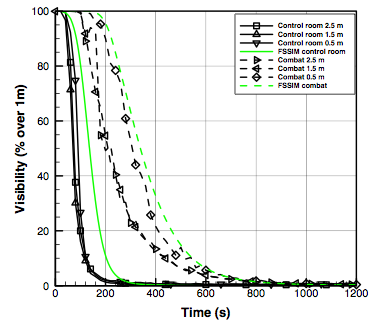 100
80
60
40
20
0
Visibility (% over 1m)
0 200 400 600 800 1000 1200
Time (s)
Control room 2.5 m
Control room 1.5 m
Control room 0.5 m
FSSIM control room
Combat 2.5 m
Combat 1.5 m
Combat 0.5 m
FSSIM combat